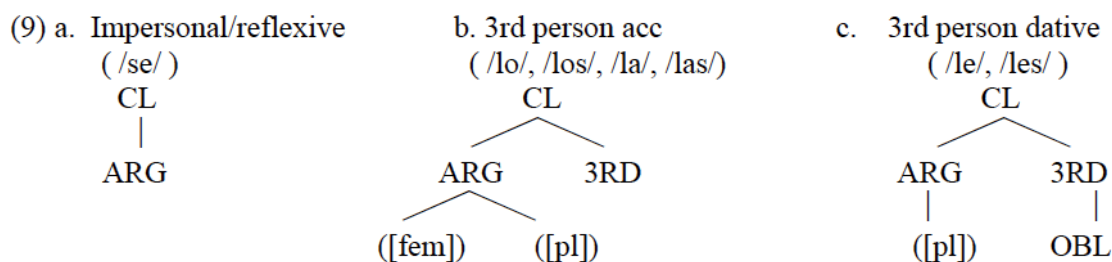 (9) a. Impersonal/reflexive b. 3rd person acc c. 3rd person dative
( /se/ ) ( /lo/, /los/, /la/, /las/) ( /le/, /les/ )
CL CL CL
ARG ARG 3RD ARG 3RD
([fem]) ([pl]) ([pl]) OBL